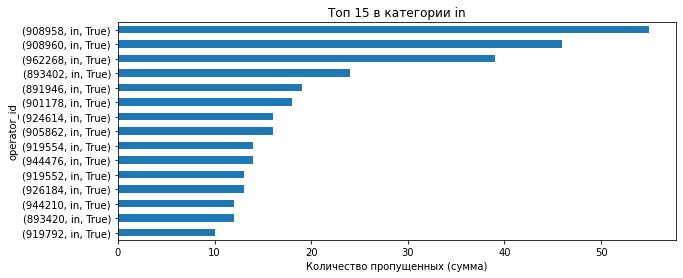 Топ 15 в категории in
operator_id
(908958, in, True)
(908960, in, True)
(962268, in, True)
(893402, in, True)
(891946, in, True)
(901178, in, True)
(924614, in, True)
(905862, in, True)
(919554, in, True)
(944476, in, True)
(919552, in, True)
(926184, in, True)
(944210, in, True)
(893420, in, True)
(919792, in, True)
0 10 20 30 40 50
Количество пропущенных (сумма)